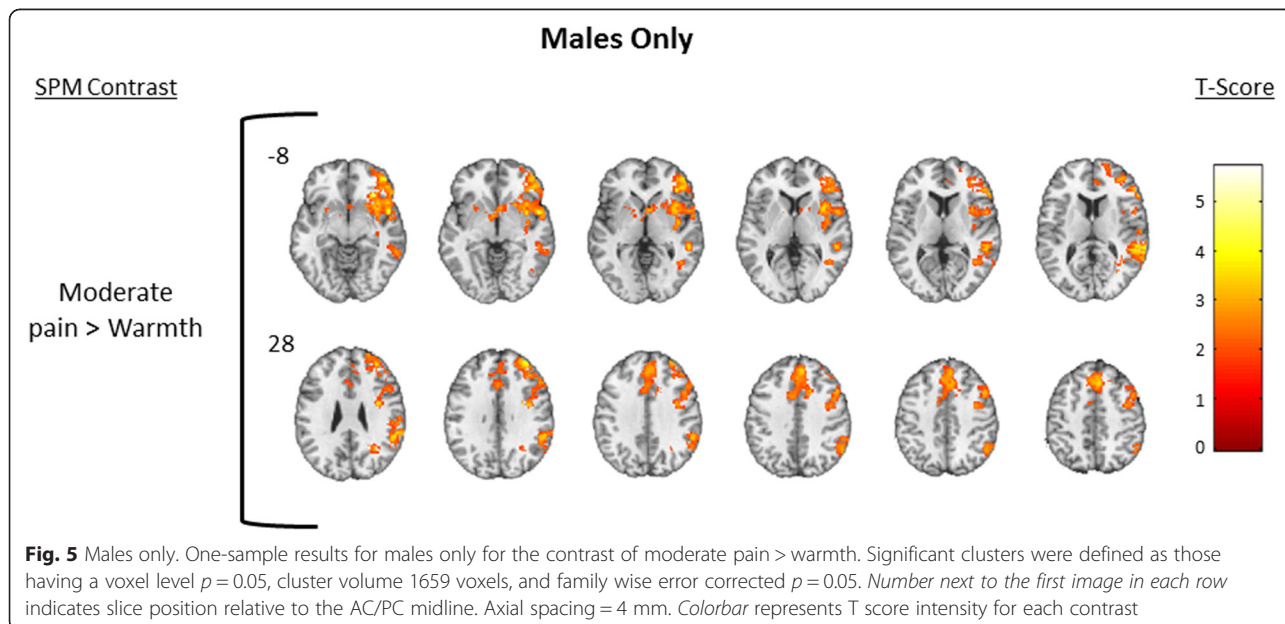 Males Only
SPM Contrast
T-Score
-8
Moderate
pain > Warmth
28
5
4
3
2
1
0
Fig. 5 Males only. One-sample results for males only for the contrast of moderate pain > warmth. Significant clusters were defined as those
having a voxel level p = 0.05, cluster volume 1659 voxels, and family wise error corrected p = 0.05. Number next to the first image in each row
indicates slice position relative to the AC/PC midline. Axial spacing = 4 mm. Colorbar represents T score intensity for each contrast